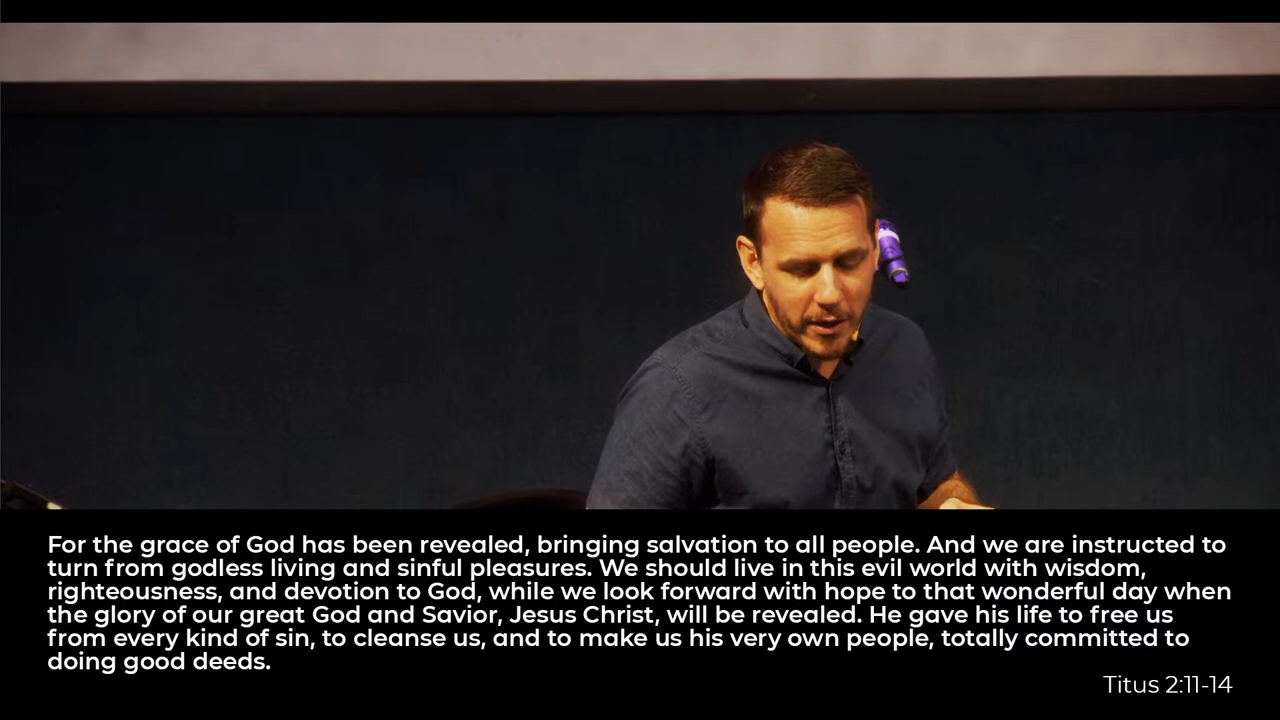 For the grace of God has been revealed, bringing salvation to all people. And we are instructed to
turn from godless living and sinful pleasures. We should live in this evil world with wisdom,
righteousness, and devotion to God, while we look forward with hope to that wonderful day when
the glory of our great God and Savior, Jesus Christ, will be revealed. He gave his life to free us
from every kind of sin, to cleanse us, and to make us his very own people, totally committed to
doing good deeds.
Titus 2:11-14